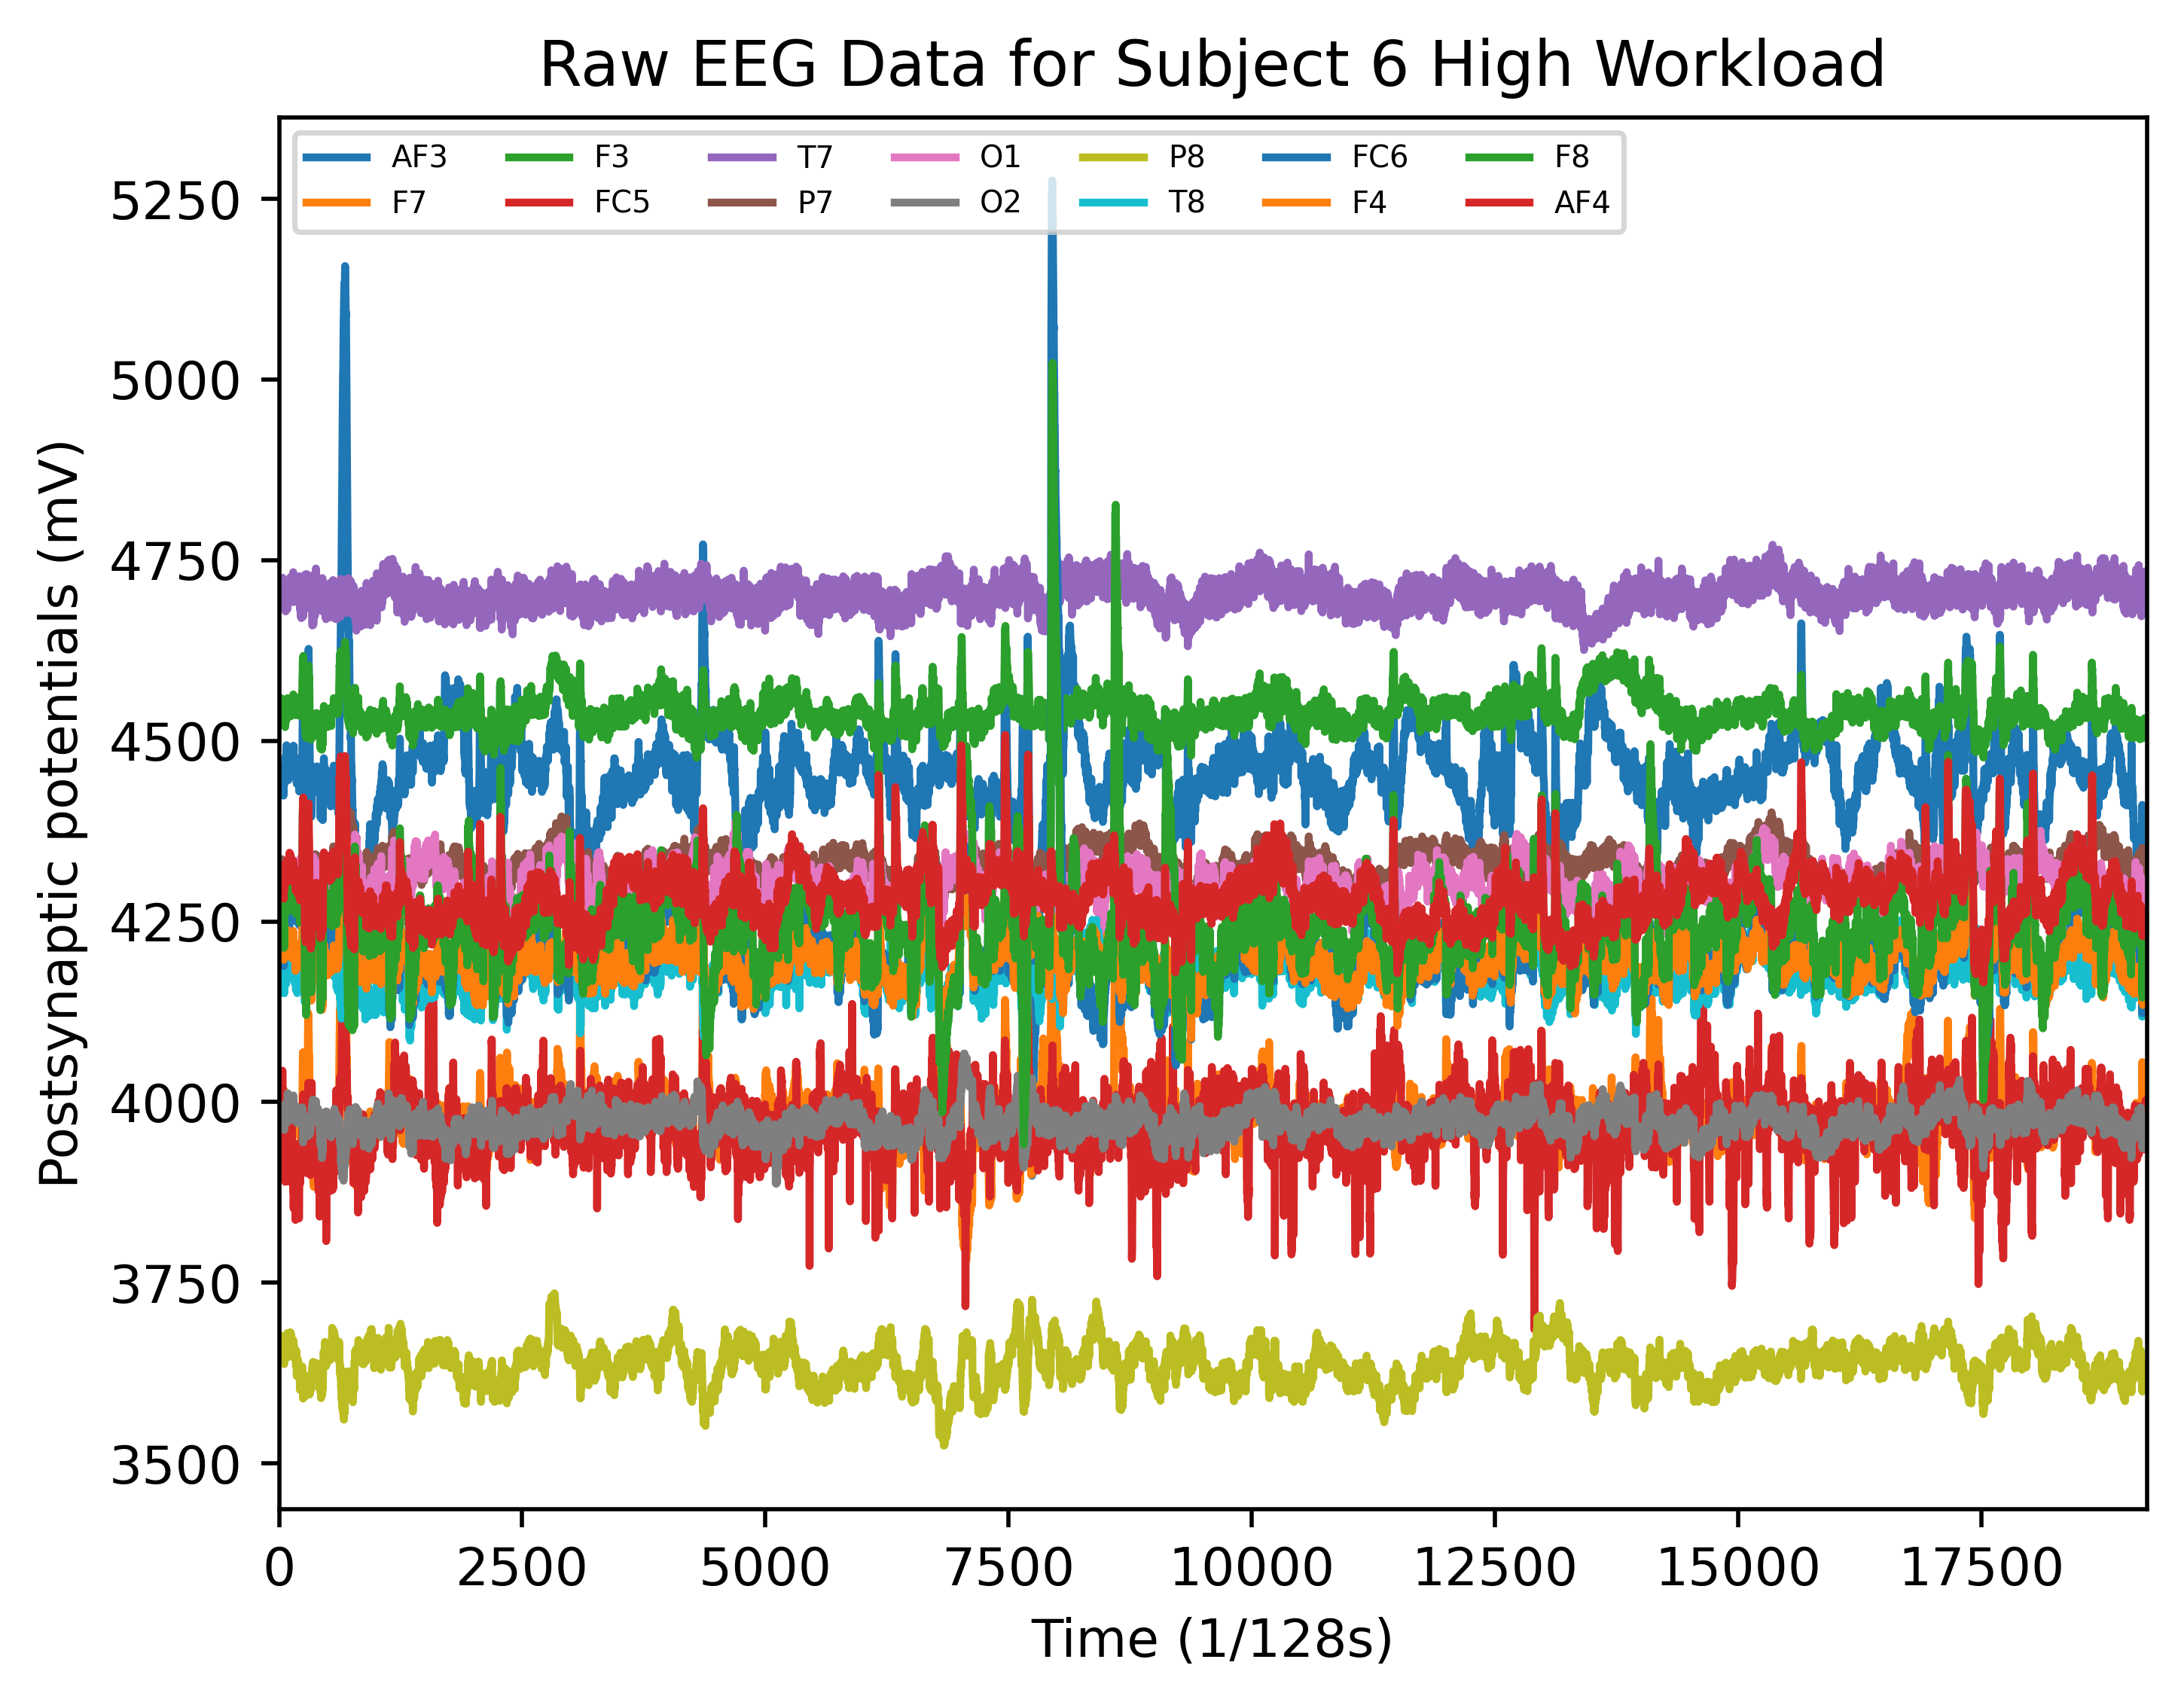 Raw EEG Data for Subject 6 High Workload
AF3 F3 T7 O1 P8 FC6 F8
F7 FC5 P7 O2 T8 F4 AF4
5250
5000
4750
4500
4250
4000
3750
3500
Postsynaptic potentials (mV)
0 2500 5000 7500 10000 12500 15000 17500
Time (1/128s)